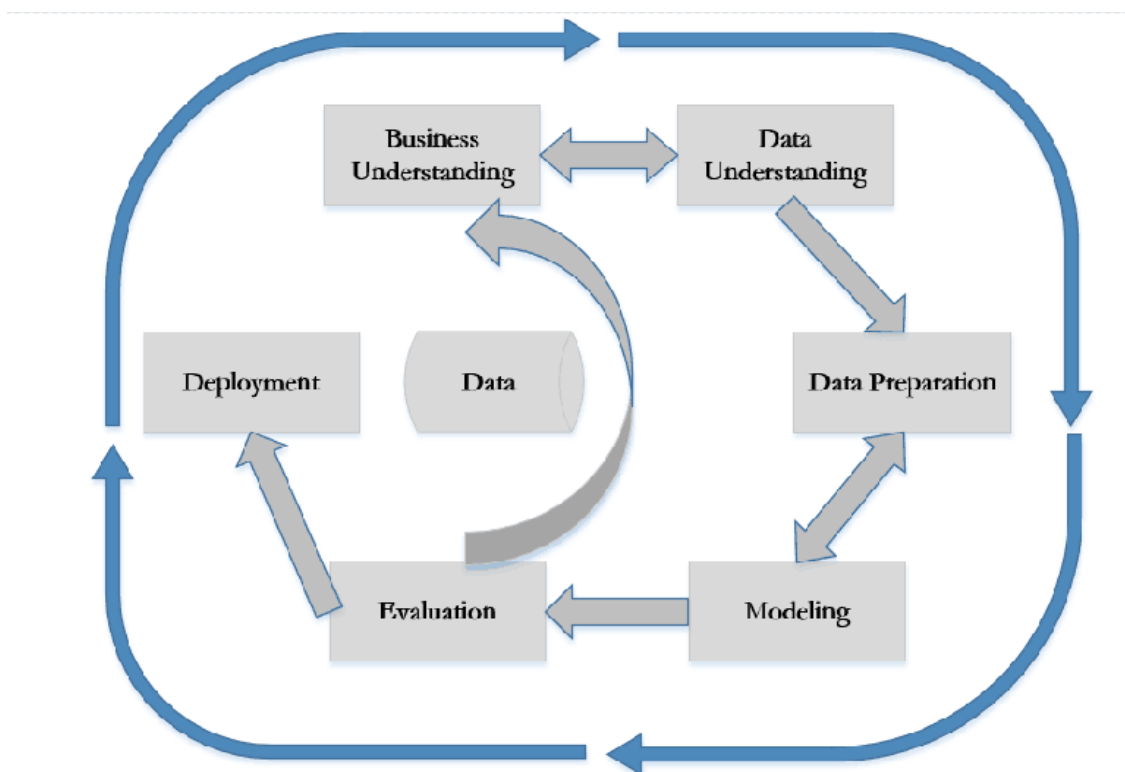 Business
Understanding
Data
Understanding
Deployment
Data
Data Preparation
Evaluation
Modeling